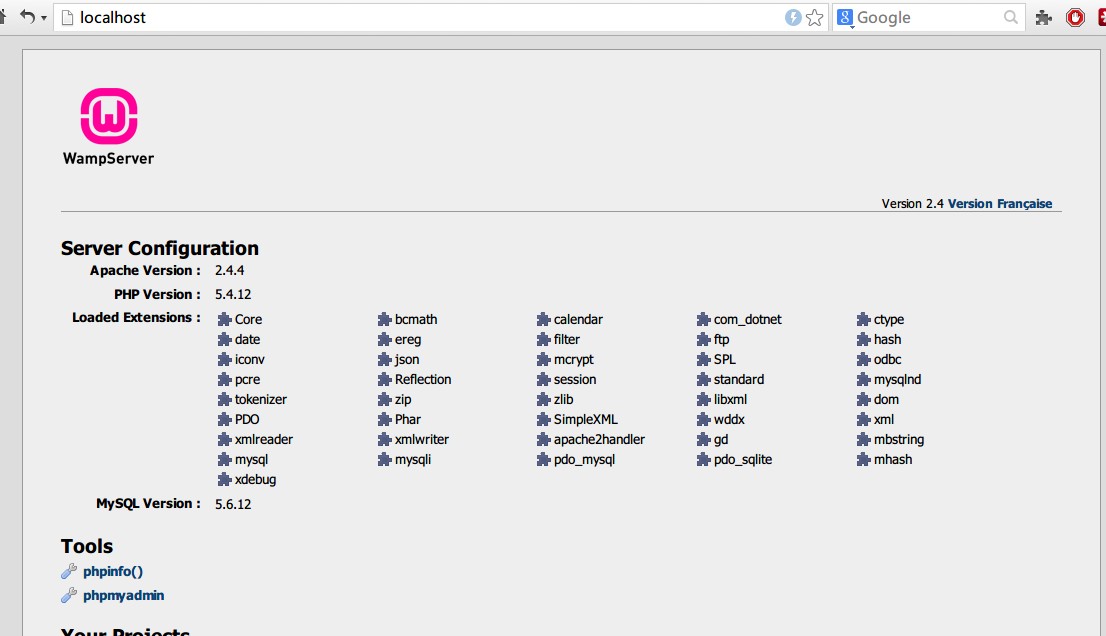 localhost
Google
WampServer
Version 2.4 Version Française
Server Configuration
Apache Version : 2.4.4
PHP Version : 5.4.12
Loaded Extensions : Core bcmath calendar com_dotnet ctype
date ereg filter ftp hash
iconv json mcrypt SPL odbc
pcre Reflection session standard mysqlnd
tokenizer zip zlib libxml dom
PDO Phar SimpleXML wddx xml
xmlreader xmlwriter apache2handler gd mbstring
mysql mysqli pdo_mysql pdo_sqlite mhash
xdebug
MySQL Version : 5.6.12
Tools
phpinfo()
phpmyadmin
Your Projects